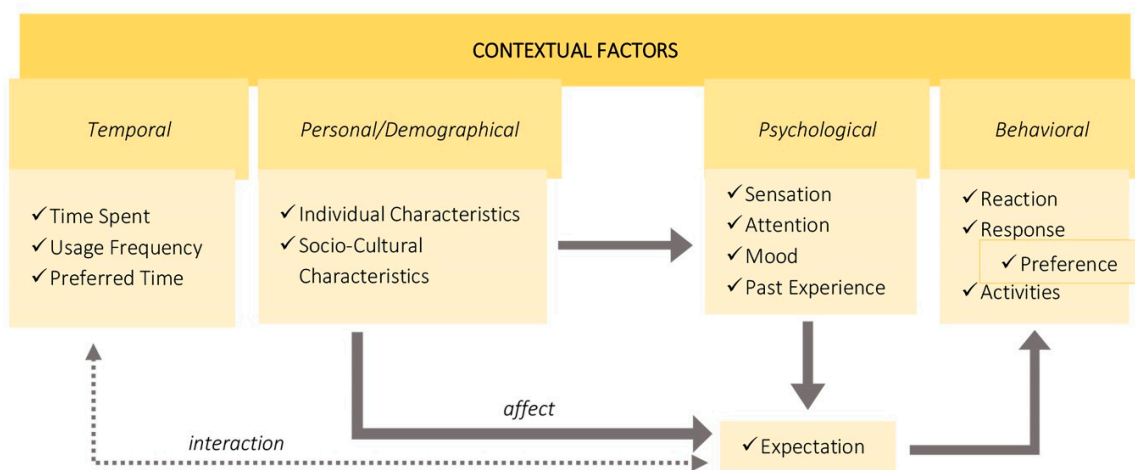 CONTEXTUAL FACTORS
Temporal
Personal/Demographical
Psychological
Behavioral
✓ Time Spent
✓ Usage Frequency
✓ Preferred Time
✓ Individual Characteristics
✓ Socio-Cultural
Characteristics
✓ Sensation
✓ Attention
✓ Mood
✓ Past Experience
✓ Reaction
✓ Response
✓ Preference
✓ Activities
affect
interaction
✓ Expectation